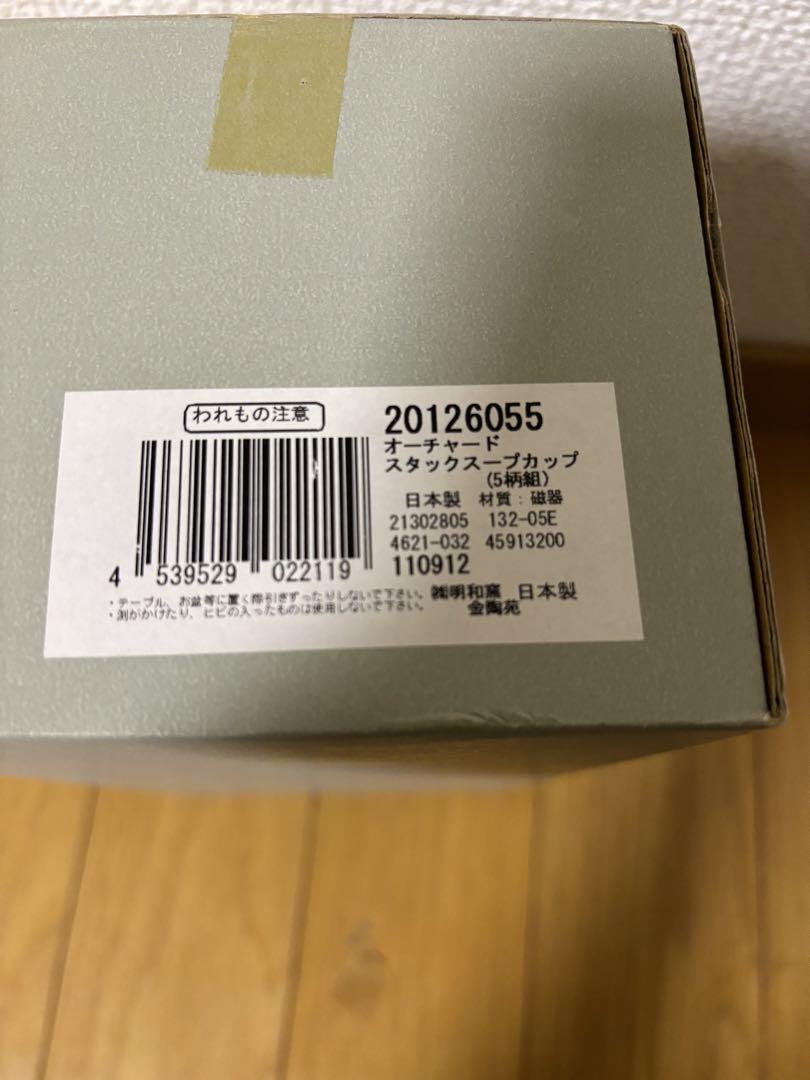 われもの注意
20126055
オーチャード
スタックスープカップ
(5柄組)
日本製 材質:磁器
21302805 132-05E
4621-032 45913200
110912
4 539529 022119
・テーブル、お盆等に置く際引きずったりしないで下さい。
・渕がかけたり、ヒビの入ったものは使用しないで下さい。
㈱明和窯 日本製
金陶苑